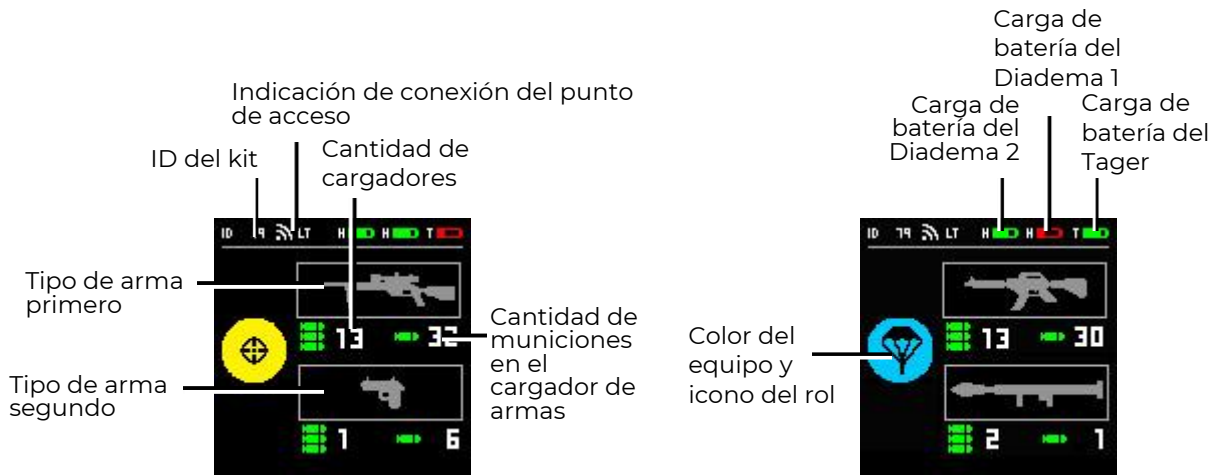 Indicación de conexión del punto
de acceso
ID del kit
Cantidad de
cargadores
Tipo de arma
primero
Tipo de arma
segundo
Cantidad de
municiones
en el
cargador de
armas
ID 19 LT H H T
13 32
1 6
Carga de
batería del
Diadema 1
Carga de
batería del
Diadema 2
Carga de
batería del
Tager
Color del
equipo y
icono del rol
ID 79 LT H H T
13 30
2 1